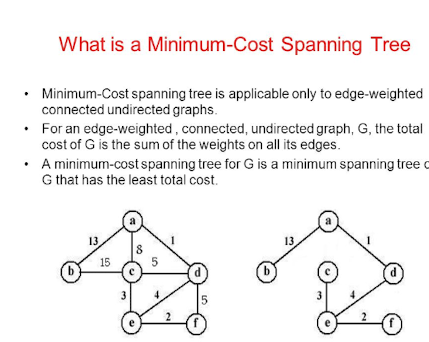 What is a Minimum-Cost Spanning Tree
• Minimum-Cost spanning tree is applicable only to edge-weighted
connected undirected graphs.
• For an edge-weighted , connected, undirected graph, G, the total
cost of G is the sum of the weights on all its edges.
• A minimum-cost spanning tree for G is a minimum spanning tree
G that has the least total cost.
a a
13 8 1 13 1
b 15 c 5 d b c d
3 4 5 3 4
e 2 f e 2 f